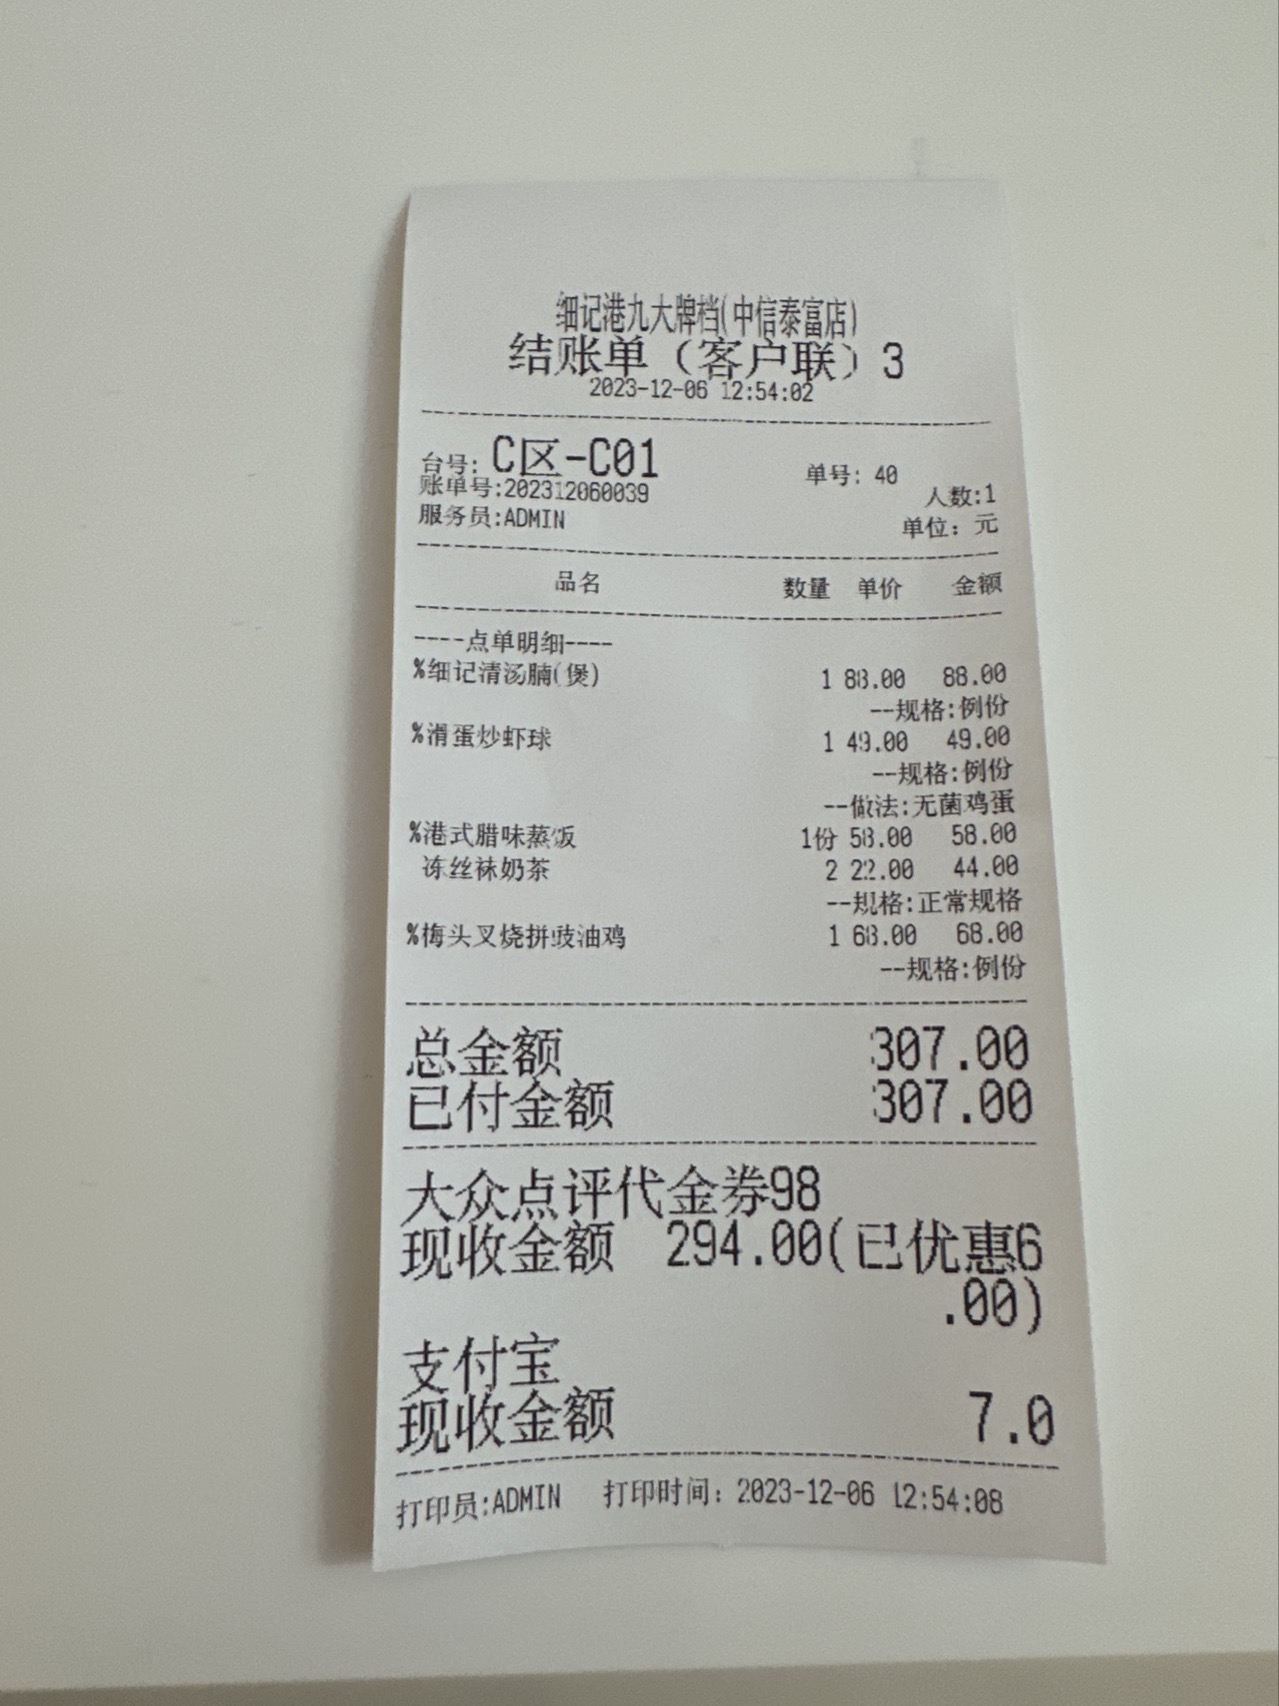 细记港九大牌档(中信泰富店)
结账单（客户联）3
2023-12-06 12:54:02
台号: C区-C01 单号: 40
账单号:202312060039 人数:1
服务员:ADMIN 单位: 元
品名 数量 单价 金额
----点单明细----
%细记清汤腩(煲) 1 88.00 88.00
--规格:例份
%滑蛋炒虾球 1 49.00 49.00
--规格:例份
--做法:无菌鸡蛋
%港式腊味蒸饭 1份 58.00 58.00
冻丝袜奶茶 2 22.00 44.00
--规格:正常规格
%梅头叉烧拼豉油鸡 1 68.00 68.00
--规格:例份
总金额 307.00
已付金额 307.00
大众点评代金券98
现收金额 294.00(已优惠6
.00)
支付宝
现收金额 7.0
打印员:ADMIN 打印时间: 2023-12-06 12:54:08